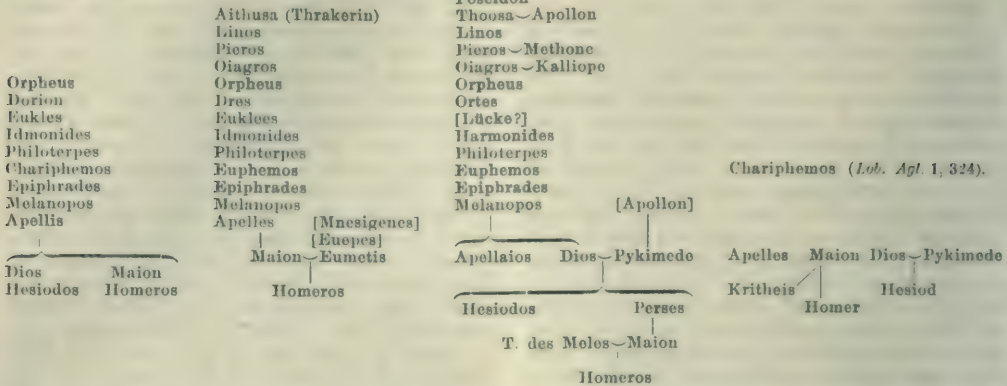 Orpheus
Dorion
Eukles
Idmonides
Philoterpes
Chariphemos
Epiphrades
Melanopos
Apellis
Dios Maion
Hesiodos Homeros
Aithusa (Thrakerin)
Linos
Pieros
Oiagros
Orpheus
Dres
Euklees
Idmonides
Philoterpes
Euphemos
Epiphrades
Melanopos
Apelles [Mnesigenes]
[Euepes]
Maion⌣Eumetis
Homeros
Poseidon
Thoosa⌣Apollon
Linos
Pieros⌣Methone
Oiagros⌣Kalliope
Orpheus
Ortes
[Lücke?]
Harmonides
Philoterpes
Euphemos
Epiphrades
Melanopos [Apollon]
Apellaios Dios⌣Pykimede
Hesiodos Perses
T. des Molos⌣Maion
Homeros
Chariphemos (Lob. Agl. 1, 324).
Apelles Maion Dios⌣Pykimede
Kritheis Hesiod
Homer